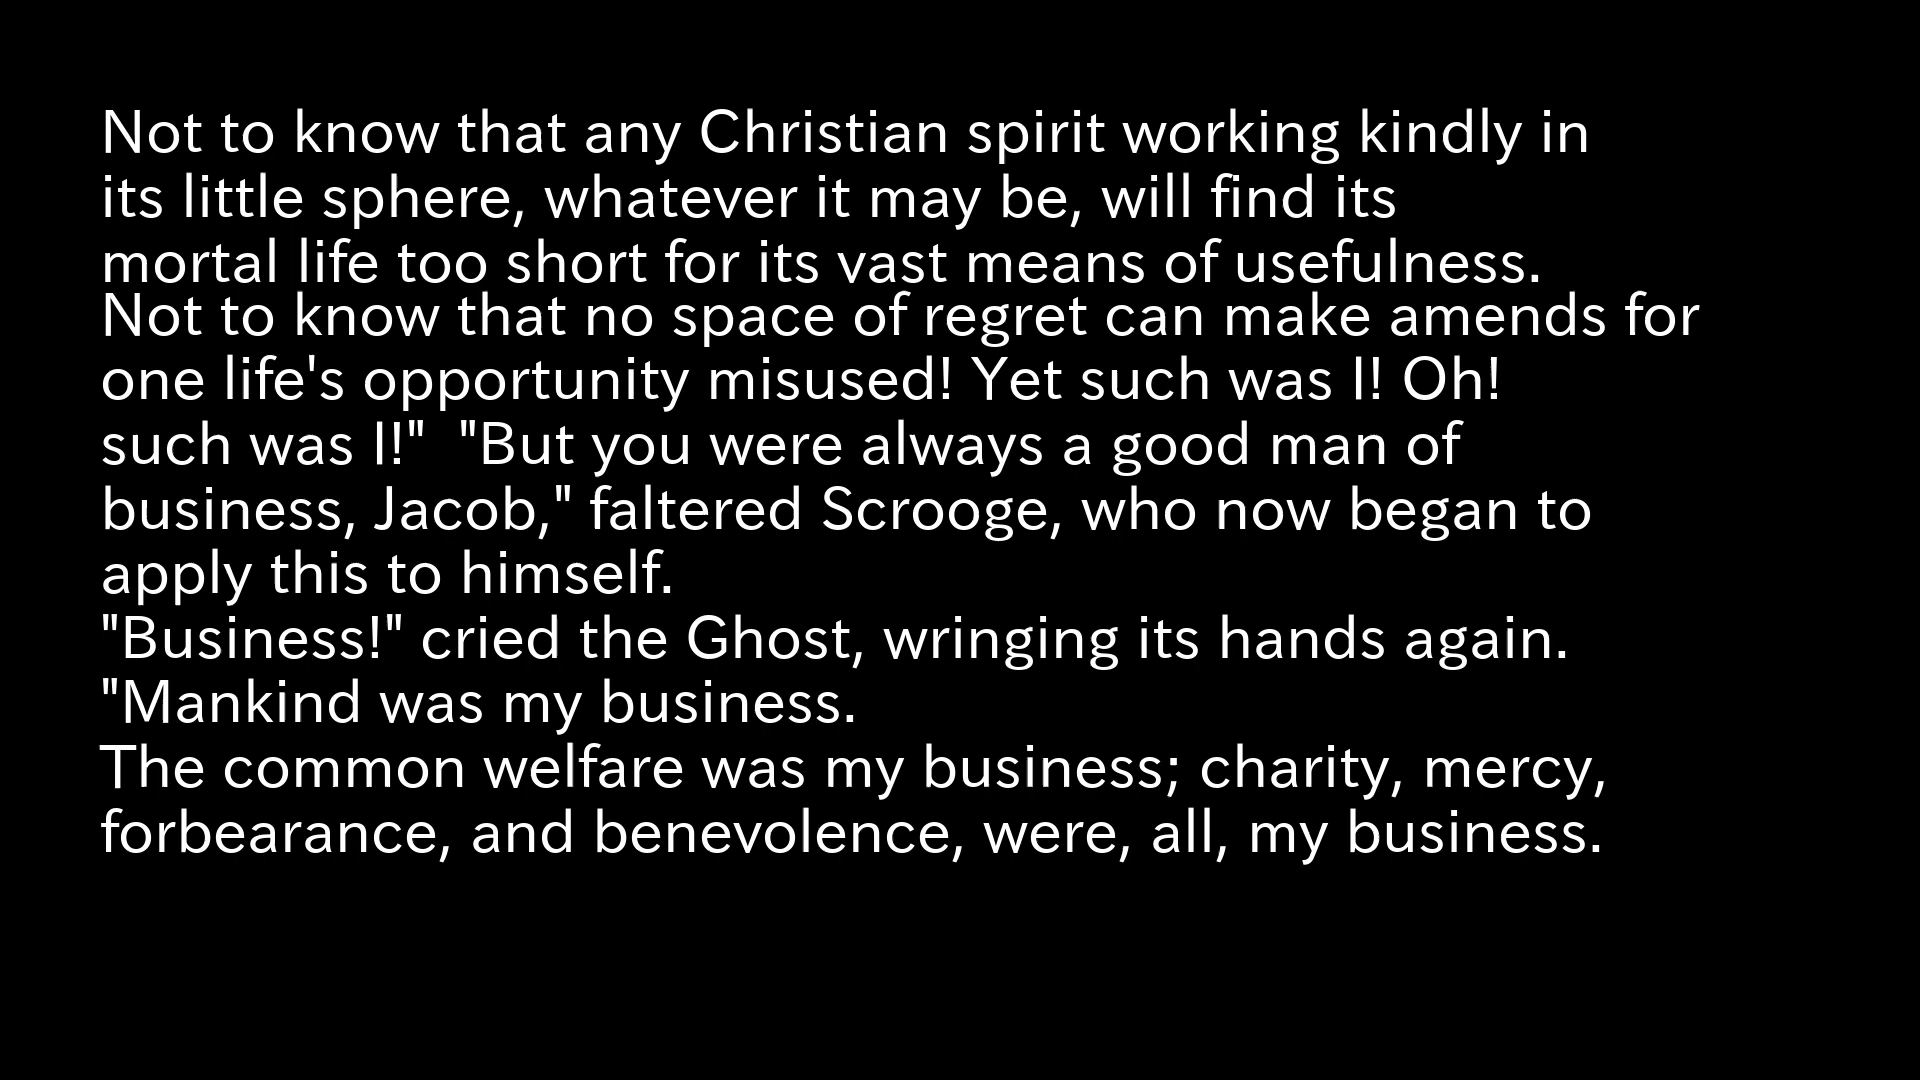 Not to know that any Christian spirit working kindly in
its little sphere, whatever it may be, will find its
mortal life too short for its vast means of usefulness.
Not to know that no space of regret can make amends for
one life's opportunity misused! Yet such was I! Oh!
such was I!"  "But you were always a good man of
business, Jacob," faltered Scrooge, who now began to
apply this to himself.
"Business!" cried the Ghost, wringing its hands again.
"Mankind was my business.
The common welfare was my business; charity, mercy,
forbearance, and benevolence, were, all, my business.